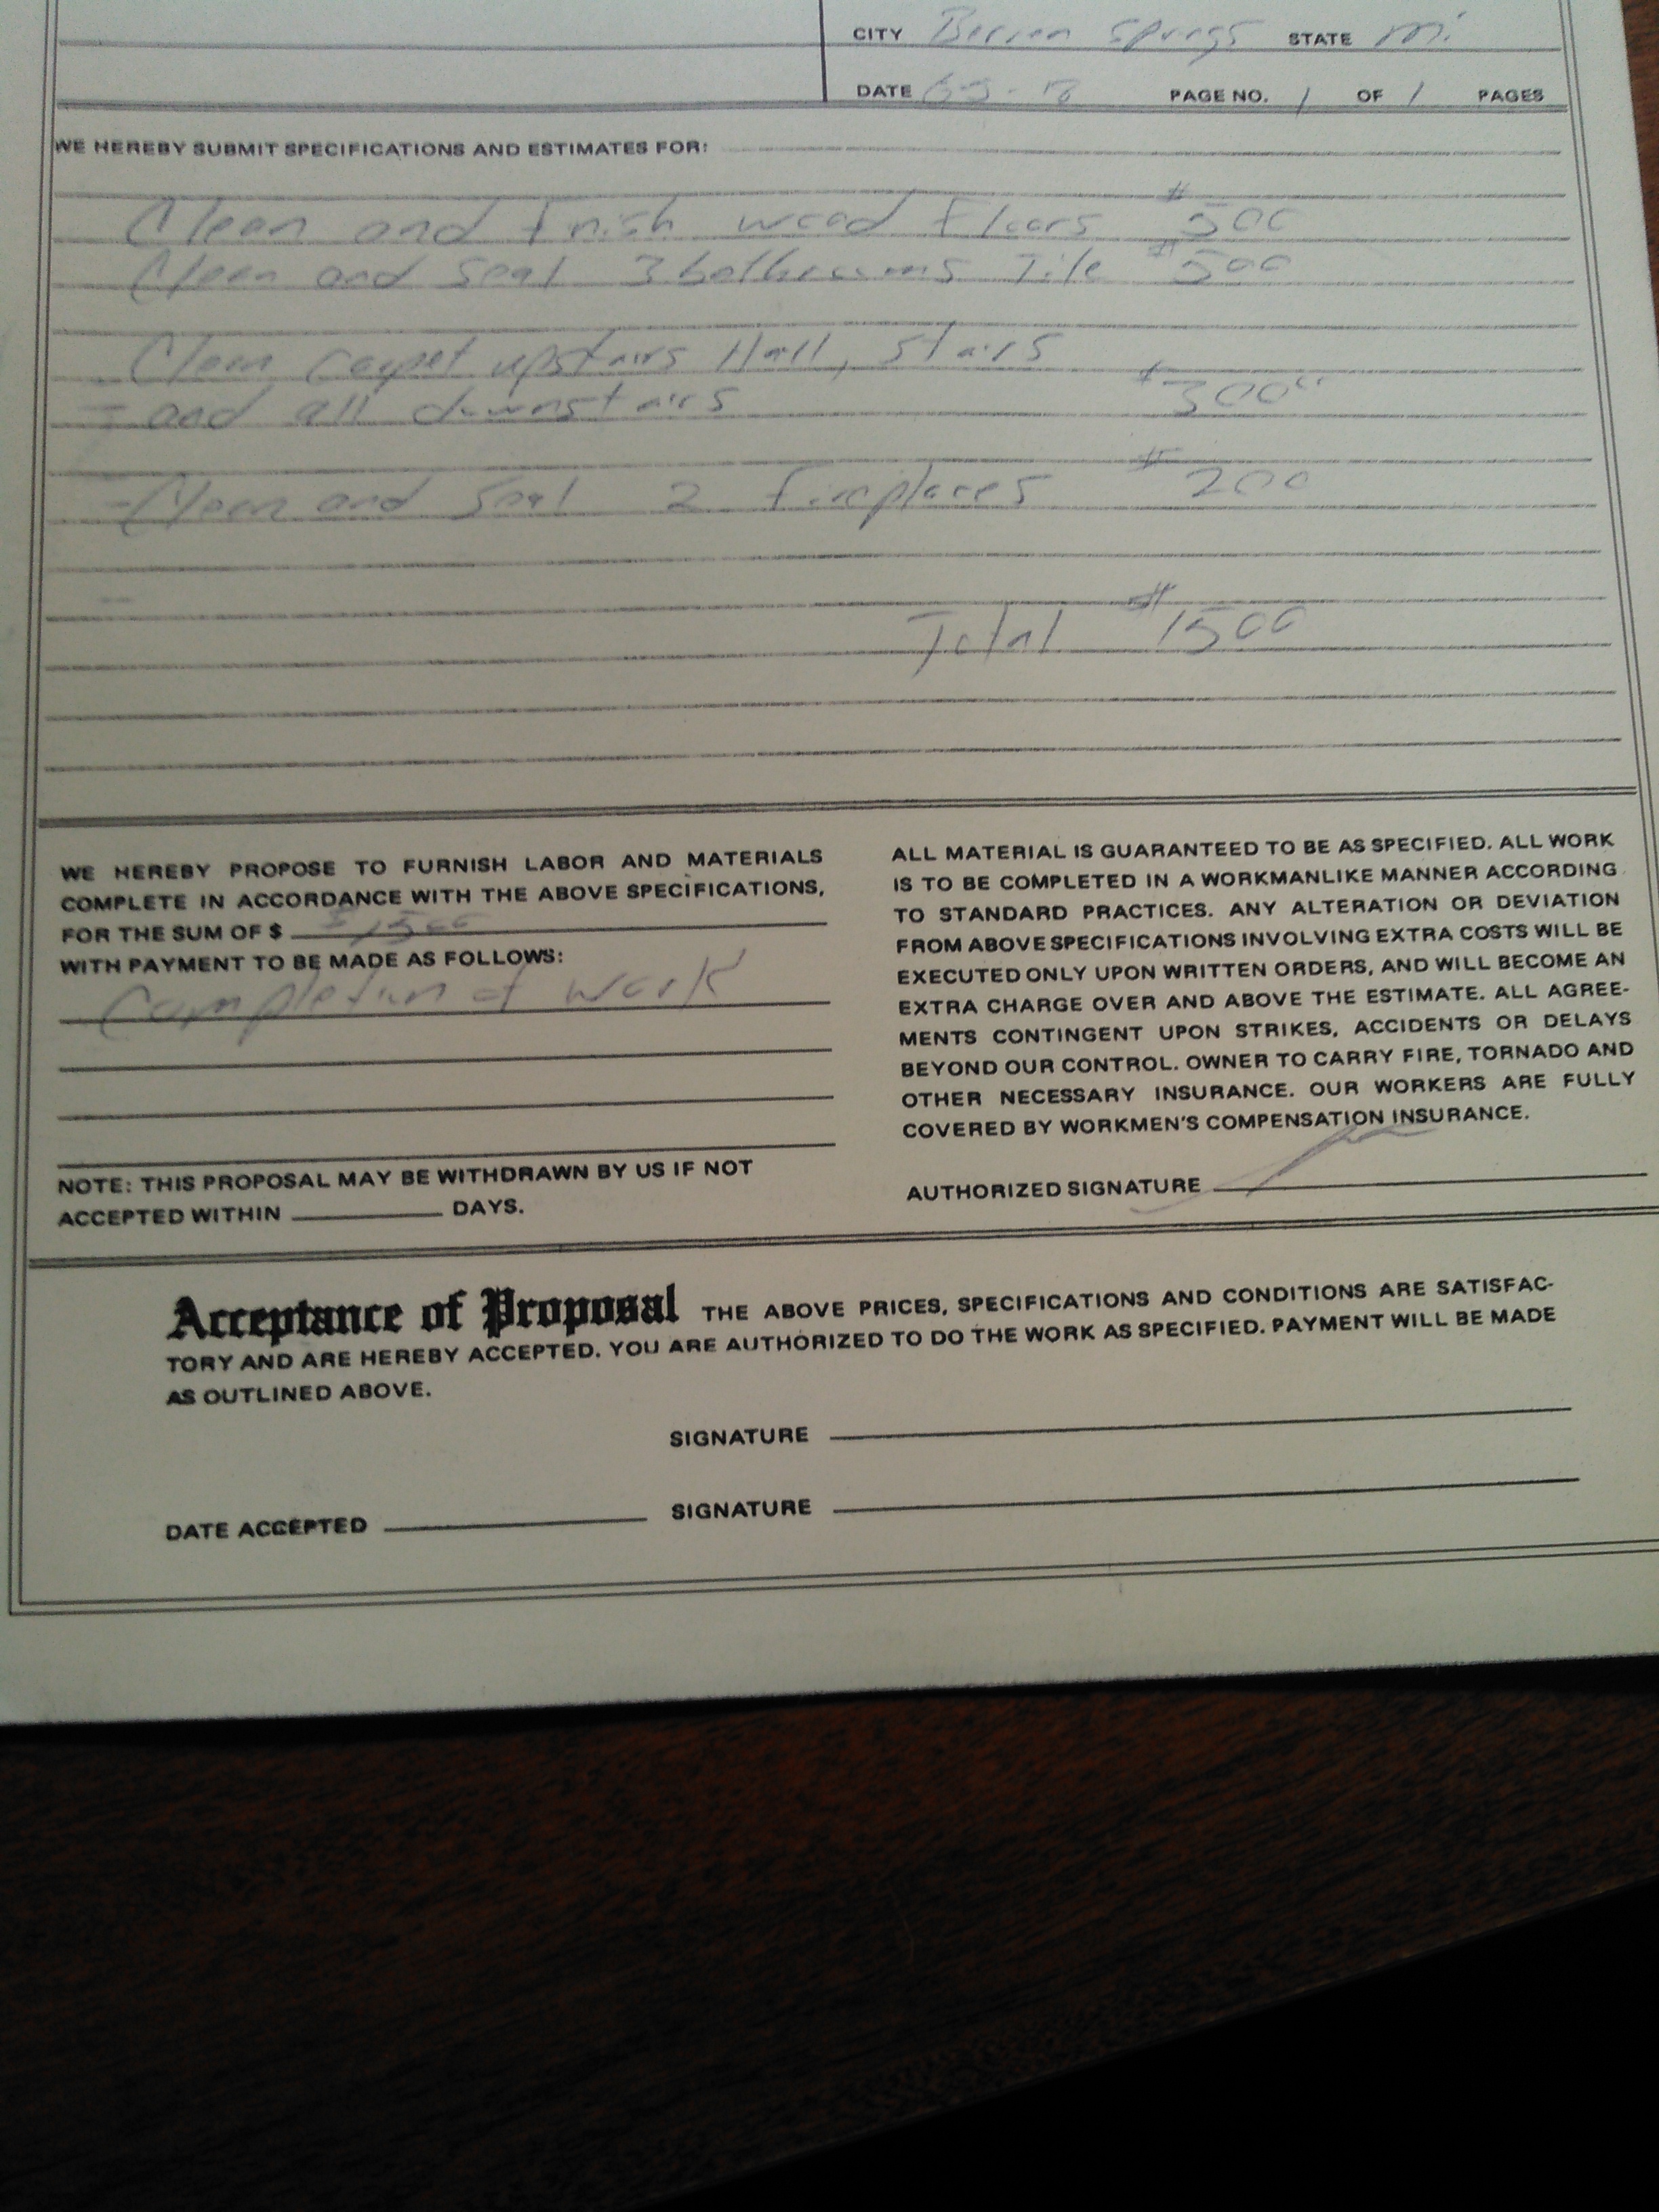 CITY Berrien Springs STATE mi.
DATE PAGE NO. 1 OF 1 PAGES
WE HEREBY SUBMIT SPECIFICATIONS AND ESTIMATES FOR:
Clean and finish wood Floors $500
Clean and Seal 3 bathrooms Tile $500
Clean Carpet upstairs Hall, Stairs
and all downstairs $300
Clean and Seal 2 fireplaces $200
Total $1500
WE HEREBY PROPOSE TO FURNISH LABOR AND MATERIALS
COMPLETE IN ACCORDANCE WITH THE ABOVE SPECIFICATIONS,
FOR THE SUM OF $ $1500
WITH PAYMENT TO BE MADE AS FOLLOWS:
Completion of work
NOTE: THIS PROPOSAL MAY BE WITHDRAWN BY US IF NOT
ACCEPTED WITHIN DAYS.
ALL MATERIAL IS GUARANTEED TO BE AS SPECIFIED. ALL WORK
IS TO BE COMPLETED IN A WORKMANLIKE MANNER ACCORDING
TO STANDARD PRACTICES. ANY ALTERATION OR DEVIATION
FROM ABOVE SPECIFICATIONS INVOLVING EXTRA COSTS WILL BE
EXECUTED ONLY UPON WRITTEN ORDERS, AND WILL BECOME AN
EXTRA CHARGE OVER AND ABOVE THE ESTIMATE. ALL AGREE-
MENTS CONTINGENT UPON STRIKES, ACCIDENTS OR DELAYS
BEYOND OUR CONTROL. OWNER TO CARRY FIRE, TORNADO AND
OTHER NECESSARY INSURANCE. OUR WORKERS ARE FULLY
COVERED BY WORKMEN'S COMPENSATION INSURANCE.
AUTHORIZED SIGNATURE
Acceptance of Proposal THE ABOVE PRICES, SPECIFICATIONS AND CONDITIONS ARE SATISFAC-
TORY AND ARE HEREBY ACCEPTED. YOU ARE AUTHORIZED TO DO THE WORK AS SPECIFIED. PAYMENT WILL BE MADE
AS OUTLINED ABOVE.
SIGNATURE
DATE ACCEPTED SIGNATURE